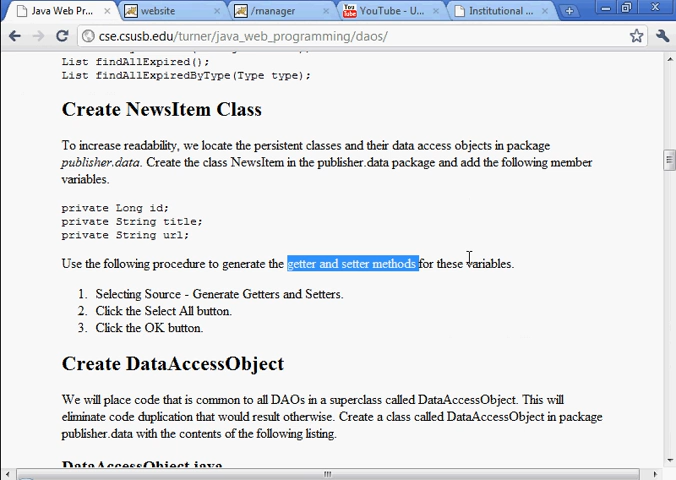 Java Web Pr...
website
/manager
YouTube - U...
Institutional ...
cse.csusb.edu/turner/java_web_programming/daos/
List findAllExpired();
List findAllExpiredByType(Type type);
Create NewsItem Class
To increase readability, we locate the persistent classes and their data access objects in package
publisher.data. Create the class NewsItem in the publisher.data package and add the following member
variables.
private Long id;
private String title;
private String url;
Use the following procedure to generate the getter and setter methods for these variables.
1. Selecting Source - Generate Getters and Setters.
2. Click the Select All button.
3. Click the OK button.
Create DataAccessObject
We will place code that is common to all DAOs in a superclass called DataAccessObject. This will
eliminate code duplication that would result otherwise. Create a class called DataAccessObject in package
publisher.data with the contents of the following listing.
DataAccessObject.java